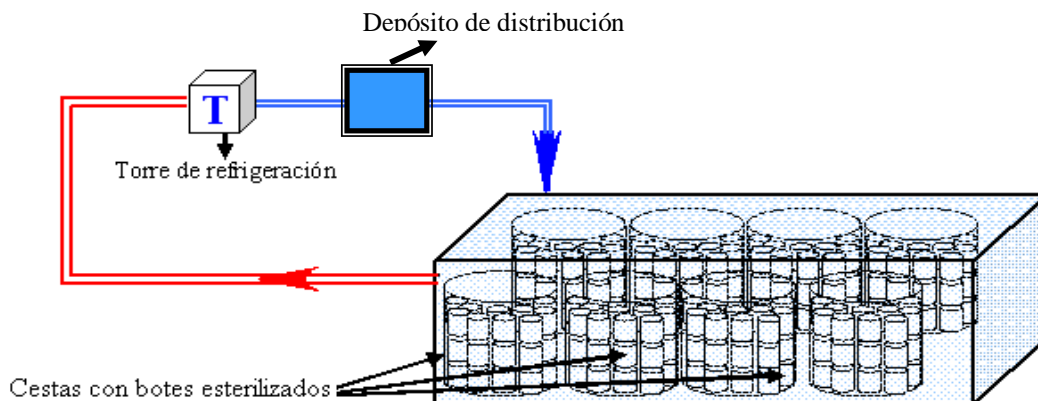 Depósito de distribución
T
Torre de refrigeración
Cestas con botes esterilizados